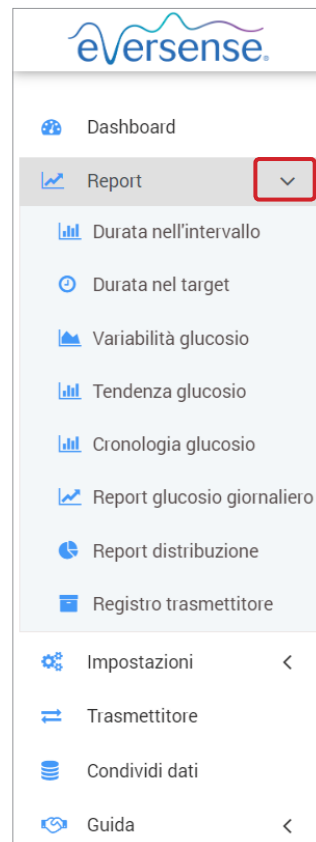 eversense.
Dashboard
Report
Durata nell'intervallo
Durata nel target
Variabilità glucosio
Tendenza glucosio
Cronologia glucosio
Report glucosio giornaliero
Report distribuzione
Registro trasmettitore
Impostazioni
Trasmettitore
Condividi dati
Guida